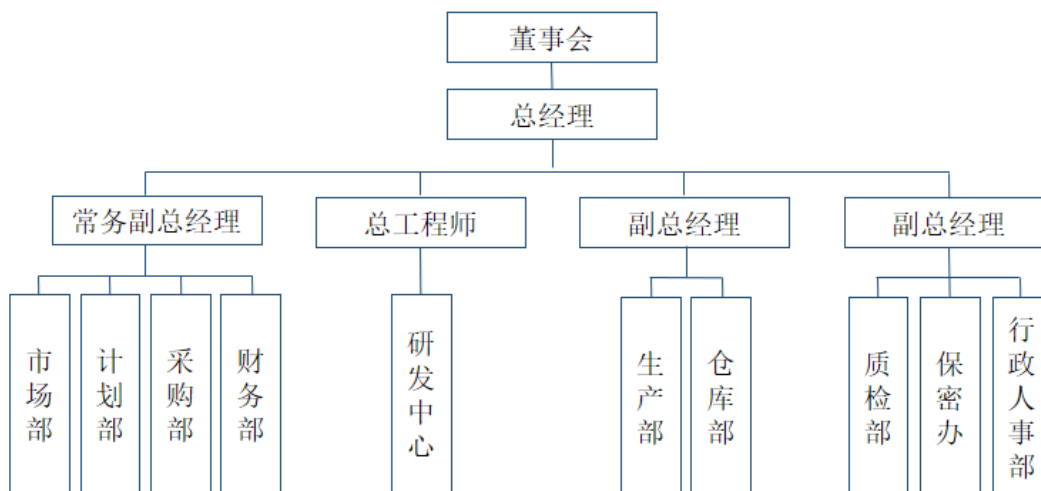 董事会
总经理
常务副总经理
总工程师
副总经理
副总经理
市场部
计划部
采购部
财务部
研发中心
生产部
仓库部
质检部
保密办
行政人事部